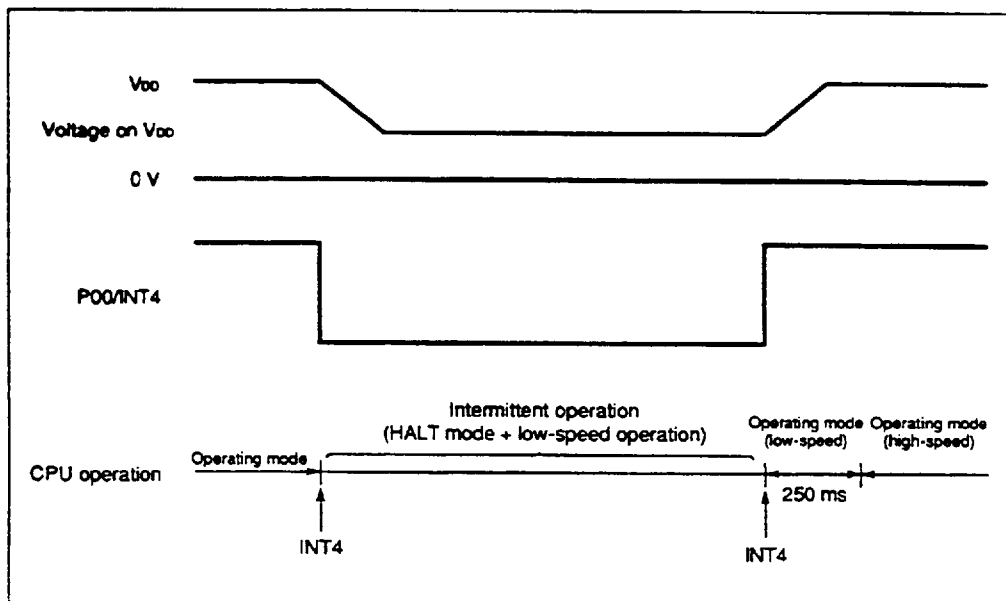 VDD
Voltage on VDD
0 V
P00/INT4
Intermittent operation
(HALT mode + low-speed operation)
Operating mode
(low-speed)
Operating mode
(high-speed)
CPU operation
Operating mode
250 ms
INT4
INT4